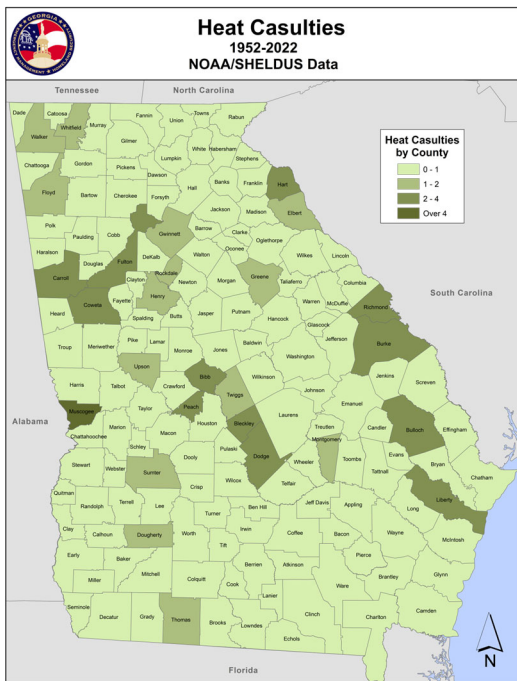 GEORGIA
Heat Casulties
1952-2022
NOAA/SHELDUS Data
Tennessee
North Carolina
Heat Casulties
by County
0 - 1
1 - 2
2 - 4
Over 4
South Carolina
Alabama
Florida
N
Dade
Catoosa
Whitfield
Walker
Murray
Fannin
Union
Towns
Rabun
Gilmer
White
Habersham
Lumpkin
Stephens
Chattooga
Gordon
Pickens
Dawson
Hall
Banks
Franklin
Hart
Floyd
Bartow
Cherokee
Forsyth
Jackson
Madison
Elbert
Polk
Paulding
Cobb
Gwinnett
Barrow
Clarke
Oglethorpe
Wilkes
Lincoln
Haralson
Douglas
Fulton
DeKalb
Walton
Oconee
Carroll
Clayton
Rockdale
Newton
Morgan
Greene
Taliaferro
Columbia
McDuffie
Warren
Richmond
Heard
Coweta
Fayette
Henry
Spalding
Butts
Jasper
Putnam
Hancock
Glascock
Jefferson
Burke
Troup
Meriwether
Pike
Lamar
Monroe
Jones
Baldwin
Washington
Jenkins
Screven
Harris
Talbot
Upson
Crawford
Bibb
Twiggs
Wilkinson
Johnson
Emanuel
Muscogee
Taylor
Peach
Houston
Bleckley
Laurens
Treutlen
Candler
Bulloch
Effingham
Chattahoochee
Marion
Macon
Schley
Dooly
Pulaski
Dodge
Wheeler
Montgomery
Toombs
Tattnall
Evans
Bryan
Chatham
Stewart
Webster
Sumter
Crisp
Wilcox
Telfair
Liberty
Long
Quitman
Randolph
Terrell
Lee
Turner
Ben Hill
Jeff Davis
Appling
Wayne
McIntosh
Clay
Calhoun
Dougherty
Worth
Tift
Irwin
Coffee
Bacon
Pierce
Early
Baker
Mitchell
Colquitt
Cook
Berrien
Atkinson
Ware
Brantley
Glynn
Miller
Lanier
Clinch
Charlton
Camden
Seminole
Decatur
Grady
Thomas
Brooks
Lowndes
Echols